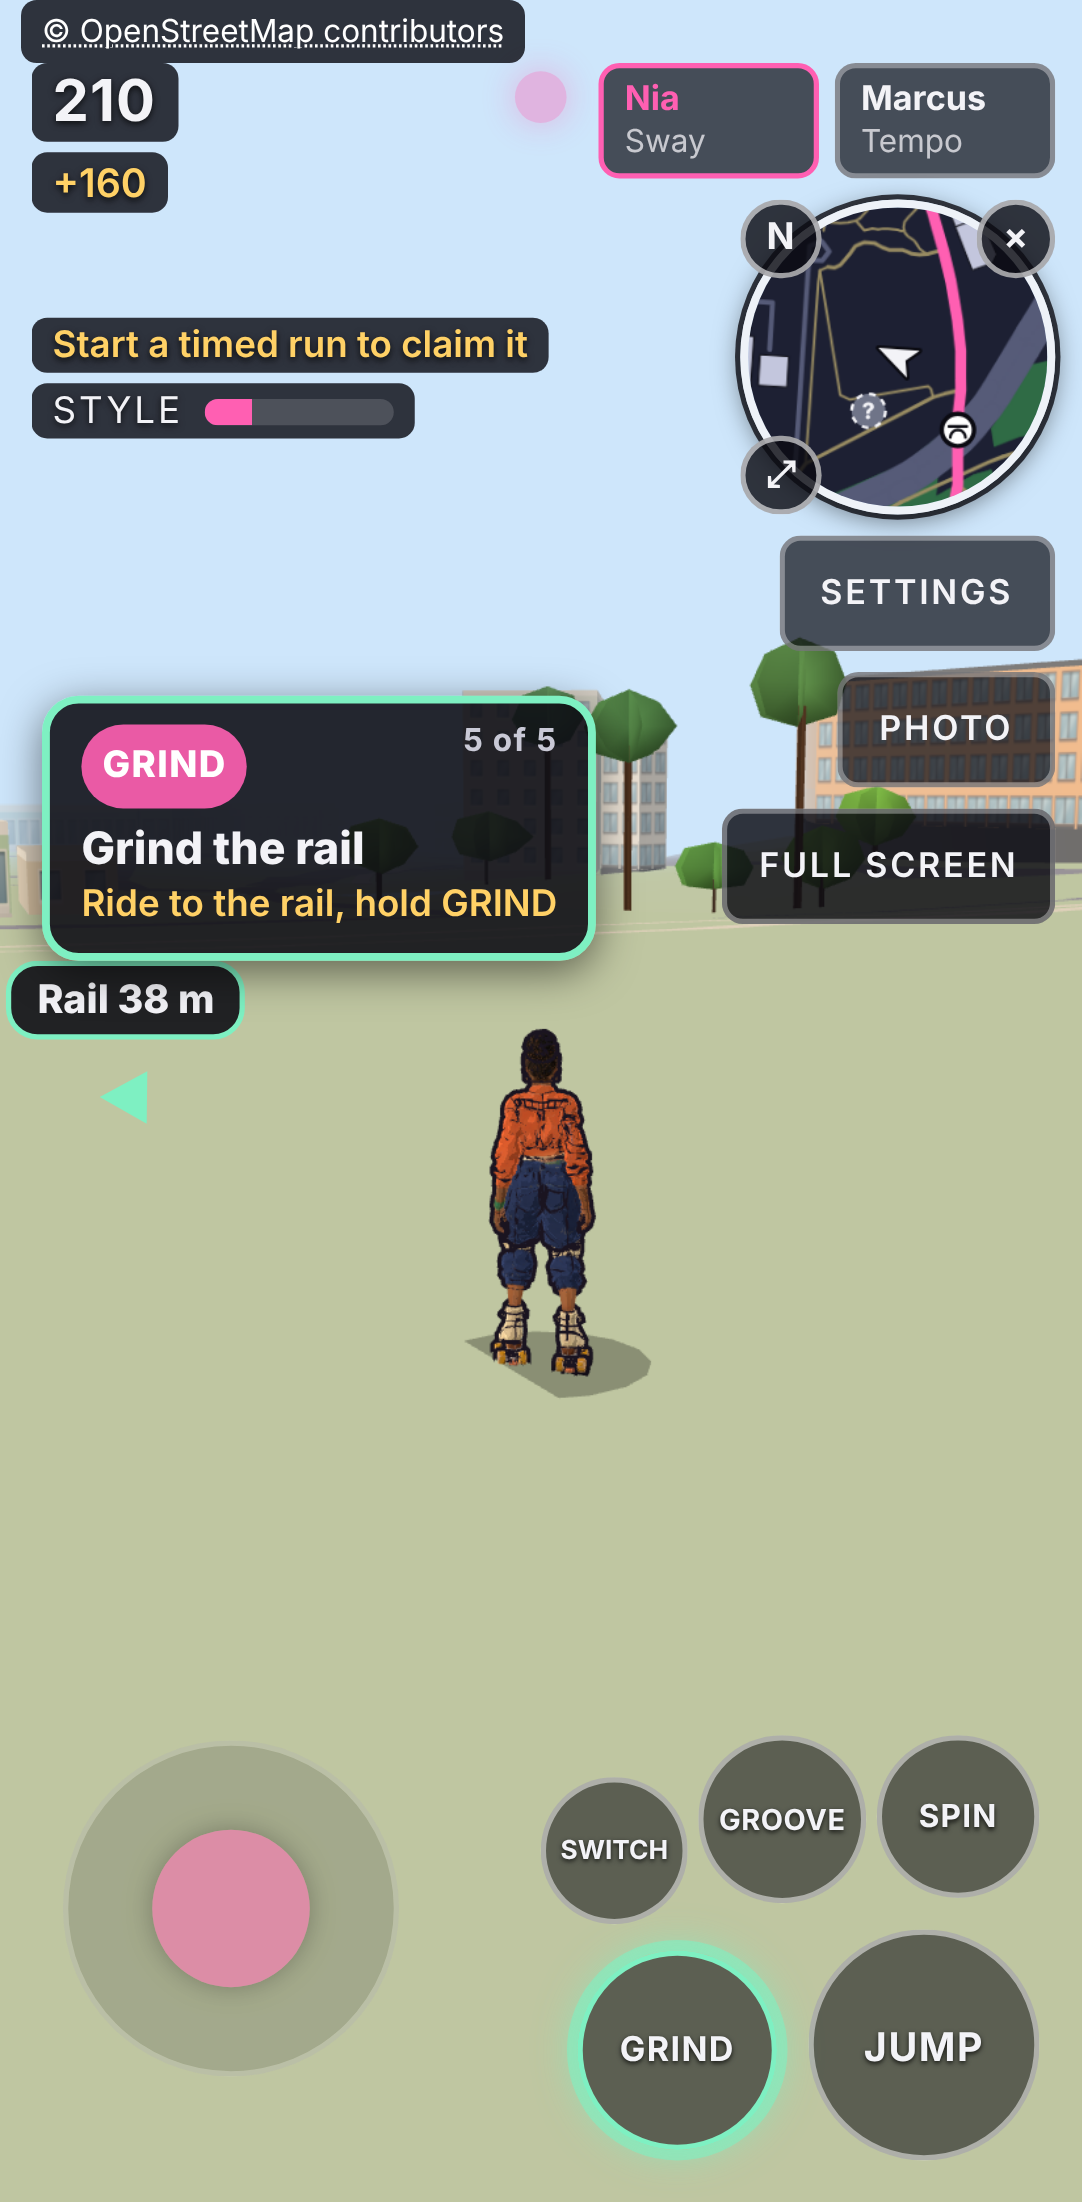 © OpenStreetMap contributors
210
+160
Nia
Sway
Marcus
Tempo
N
×
?
Start a timed run to claim it
STYLE
SETTINGS
PHOTO
FULL SCREEN
GRIND
5 of 5
Grind the rail
Ride to the rail, hold GRIND
Rail 38 m
SWITCH
GROOVE
SPIN
GRIND
JUMP